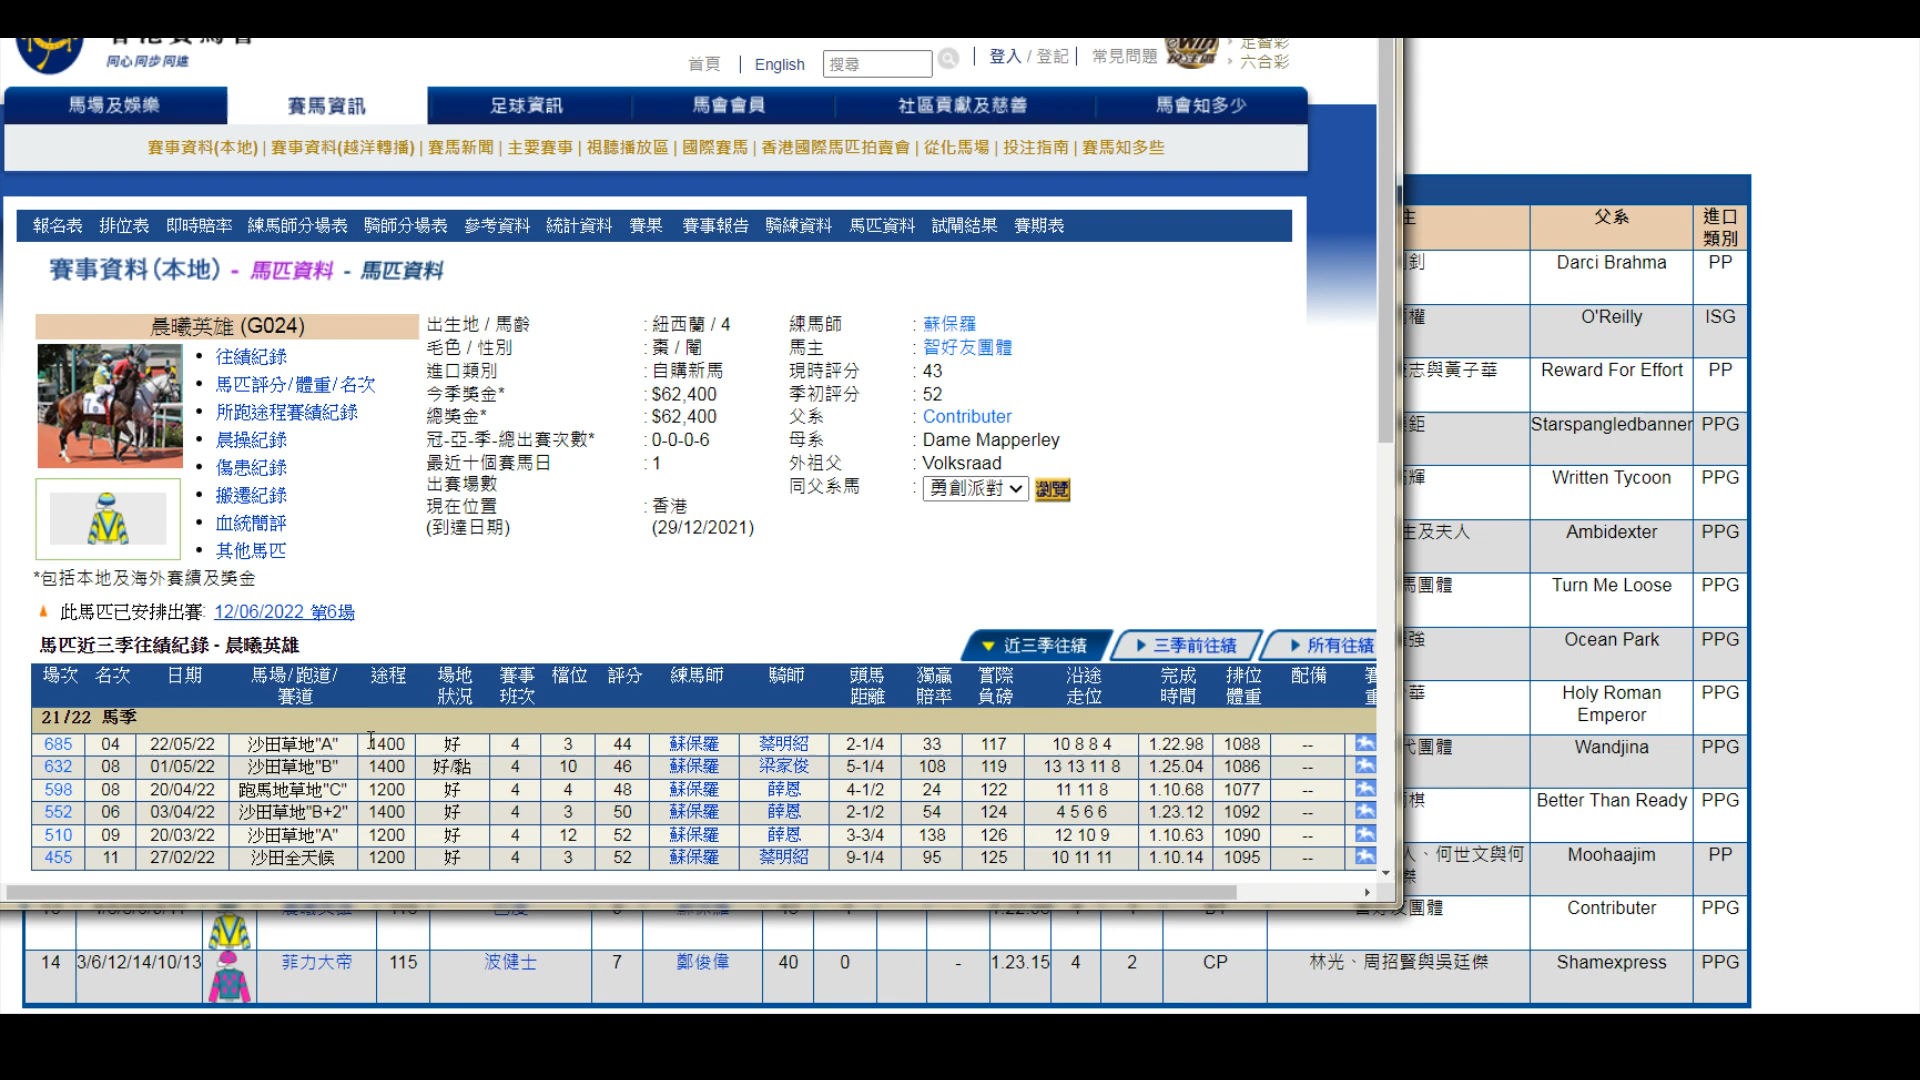 同心同步同進
首頁 | English 搜尋 登入 / 登記 | 常見問題
足智彩
六合彩
馬場及娛樂 賽馬資訊 足球資訊 馬會會員 社區貢獻及慈善 馬會知多少
賽事資料(本地) | 賽事資料(越洋轉播) | 賽馬新聞 | 主要賽事 | 視聽播放區 | 國際賽馬 | 香港國際馬匹拍賣會 | 從化馬場 | 投注指南 | 賽馬知多些
報名表 排位表 即時賠率 練馬師分場表 騎師分場表 參考資料 統計資料 賽果 賽事報告 騎練資料 馬匹資料 試閘結果 賽期表
賽事資料(本地) - 馬匹資料 - 馬匹資料
晨曦英雄 (G024)
• 往績紀錄
• 馬匹評分/體重/名次
• 所跑途程賽績紀錄
• 晨操紀錄
• 傷患紀錄
• 搬遷紀錄
• 血統簡評
• 其他馬匹
出生地 / 馬齡 : 紐西蘭 / 4
毛色 / 性別 : 棗 / 閹
進口類別 : 自購新馬
今季獎金* : $62,400
總獎金* : $62,400
冠-亞-季-總出賽次數* : 0-0-0-6
最近十個賽馬日 : 1
出賽場數
現在位置 : 香港
(到達日期) (29/12/2021)
練馬師 : 蘇保羅
馬主 : 智好友團體
現時評分 : 43
季初評分 : 52
父系 : Contributer
母系 : Dame Mapperley
外祖父 : Volksraad
同父系馬 : 勇創派對 瀏覽
*包括本地及海外賽績及獎金
此馬匹已安排出賽: 12/06/2022 第6場
馬匹近三季往績紀錄 - 晨曦英雄
近三季往績 三季前往績 所有往績
場次 名次 日期 馬場/跑道/賽道 途程 場地狀況 賽事班次 檔位 評分 練馬師 騎師 頭馬距離 獨贏賠率 實際負磅 沿途走位 完成時間 排位體重 配備
21/22 馬季
685 04 22/05/22 沙田草地"A" 1400 好 4 3 44 蘇保羅 蔡明紹 2-1/4 33 117 10 8 8 4 1.22.98 1088 --
632 08 01/05/22 沙田草地"B" 1400 好/黏 4 10 46 蘇保羅 梁家俊 5-1/4 108 119 13 13 11 8 1.25.04 1086 --
598 08 20/04/22 跑馬地草地"C" 1200 好 4 4 48 蘇保羅 薛恩 4-1/2 24 122 11 11 8 1.10.68 1077 --
552 06 03/04/22 沙田草地"B+2" 1400 好 4 3 50 蘇保羅 薛恩 2-1/2 54 124 4 5 6 6 1.23.12 1092 --
510 09 20/03/22 沙田草地"A" 1200 好 4 12 52 蘇保羅 薛恩 3-3/4 138 126 12 10 9 1.10.63 1090 --
455 11 27/02/22 沙田全天候 1200 好 4 3 52 蘇保羅 蔡明紹 9-1/4 95 125 10 11 11 1.10.14 1095 --
主 父系 進口類別
釗 Darci Brahma PP
權 O'Reilly ISG
志與黃子華 Reward For Effort PP
鉅 Starspangledbanner PPG
輝 Written Tycoon PPG
生及夫人 Ambidexter PPG
馬團體 Turn Me Loose PPG
強 Ocean Park PPG
華 Holy Roman Emperor PPG
代團體 Wandjina PPG
棋 Better Than Ready PPG
人、何世文與何傑 Moohaajim PP
友團體 Contributer PPG
14 3/6/12/14/10/13 菲力大帝 115 波健士 7 鄭俊偉 40 0 - 1.23.15 4 2 CP 林光、周招賢與吳廷傑 Shamexpress PPG